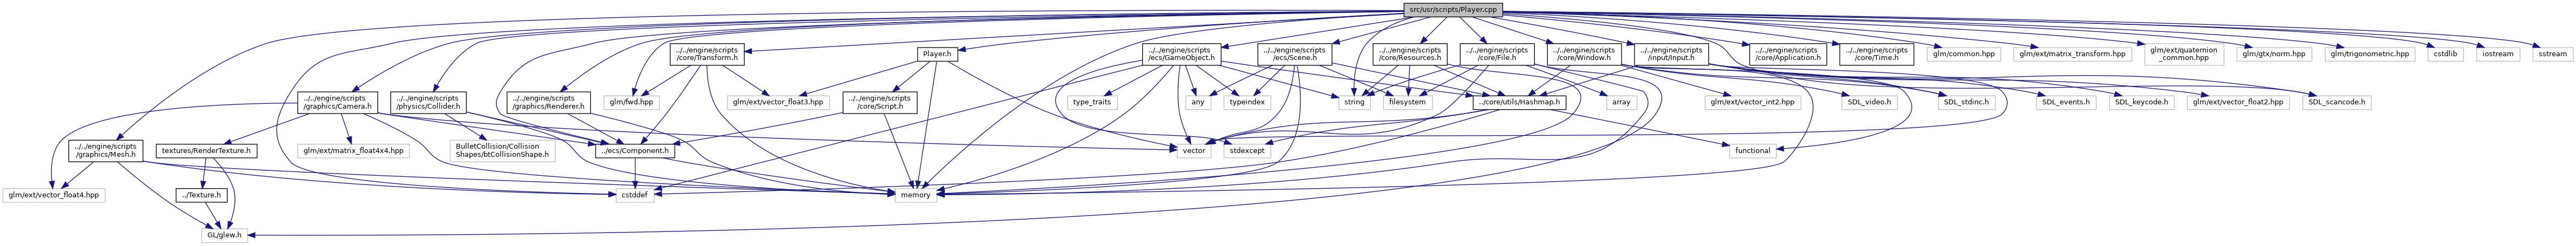 src/usr/scripts/Player.cpp
../../engine/scripts
/core/Transform.h
Player.h
../../engine/scripts
/ecs/GameObject.h
../../engine/scripts
/ecs/Scene.h
../../engine/scripts
/core/Resources.h
../../engine/scripts
/core/File.h
../../engine/scripts
/core/Window.h
../../engine/scripts
/input/Input.h
../../engine/scripts
/core/Application.h
../../engine/scripts
/core/Time.h
glm/common.hpp
glm/ext/matrix_transform.hpp
glm/ext/quaternion
_common.hpp
glm/gtx/norm.hpp
glm/trigonometric.hpp
cstdlib
iostream
sstream
../../engine/scripts
/graphics/Camera.h
../../engine/scripts
/physics/Collider.h
../../engine/scripts
/graphics/Renderer.h
glm/fwd.hpp
glm/ext/vector_float3.hpp
../../engine/scripts
/core/Script.h
type_traits
any
typeindex
string
filesystem
../core/utils/Hashmap.h
array
glm/ext/vector_int2.hpp
SDL_video.h
SDL_stdinc.h
SDL_events.h
SDL_keycode.h
glm/ext/vector_float2.hpp
SDL_scancode.h
../../engine/scripts
/graphics/Mesh.h
textures/RenderTexture.h
glm/ext/matrix_float4x4.hpp
BulletCollision/Collision
Shapes/btCollisionShape.h
../ecs/Component.h
vector
stdexcept
functional
glm/ext/vector_float4.hpp
../Texture.h
cstddef
memory
GL/glew.h